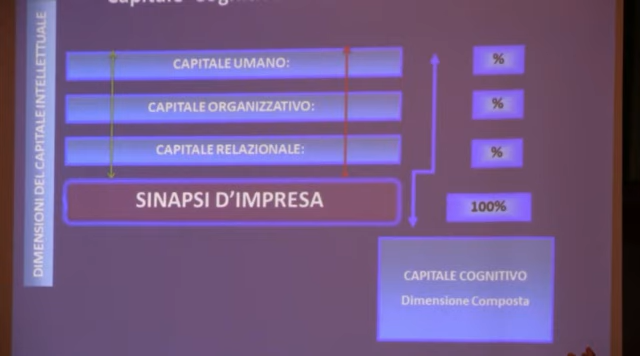 DIMENSIONI DEL CAPITALE INTELLETTUALE
CAPITALE UMANO:
%
CAPITALE ORGANIZZATIVO:
%
CAPITALE RELAZIONALE:
%
SINAPSI D'IMPRESA
100%
CAPITALE COGNITIVO
Dimensione Composta